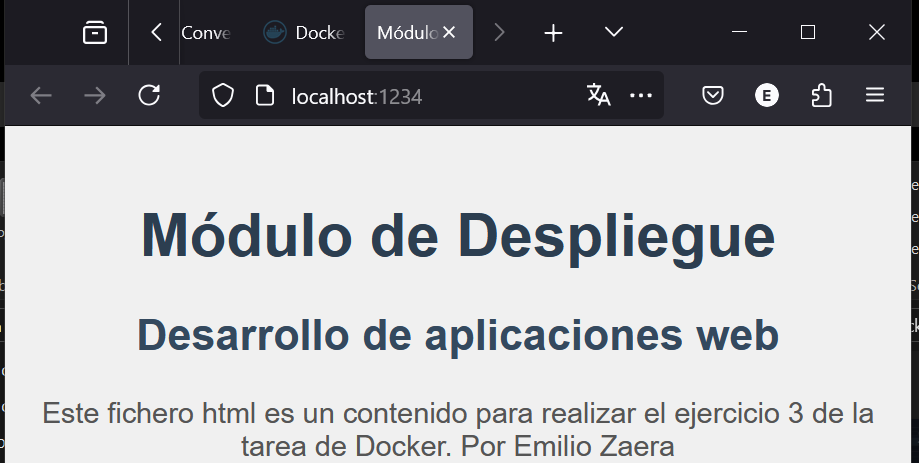 Conve
Docke
Módulo
localhost:1234
E
Módulo de Despliegue
Desarrollo de aplicaciones web
Este fichero html es un contenido para realizar el ejercicio 3 de la
tarea de Docker. Por Emilio Zaera